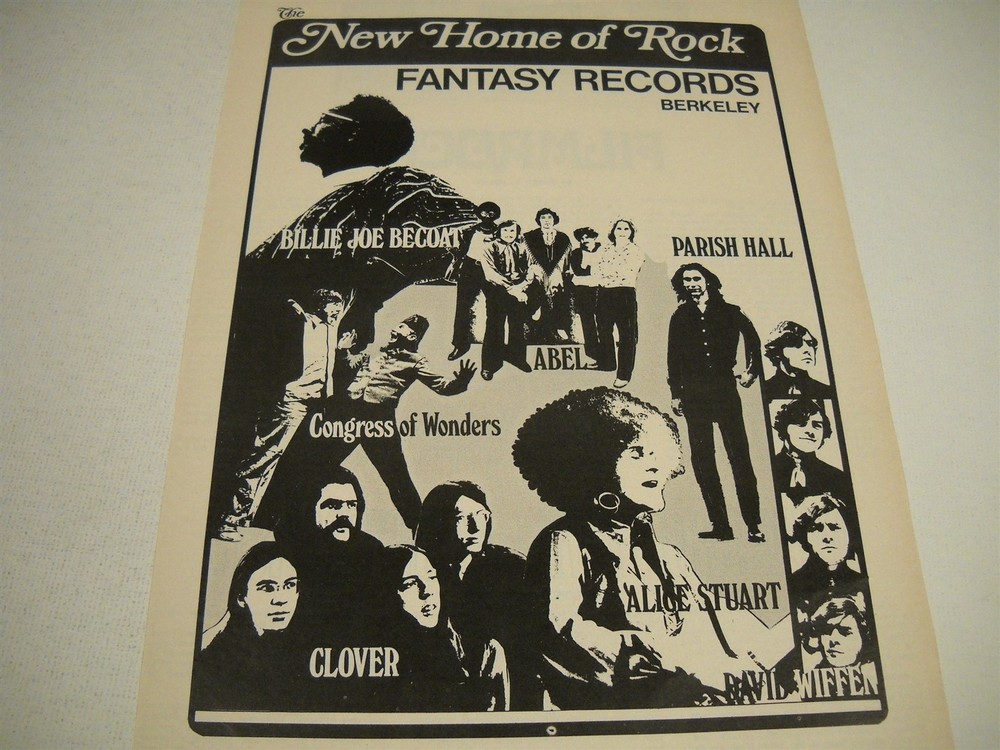 The
New Home of Rock
FANTASY RECORDS
BERKELEY
BILLIE JOE BECOAT
PARISH HALL
ABEL
Congress of Wonders
ALICE STUART
CLOVER
DAVID WIFFEN